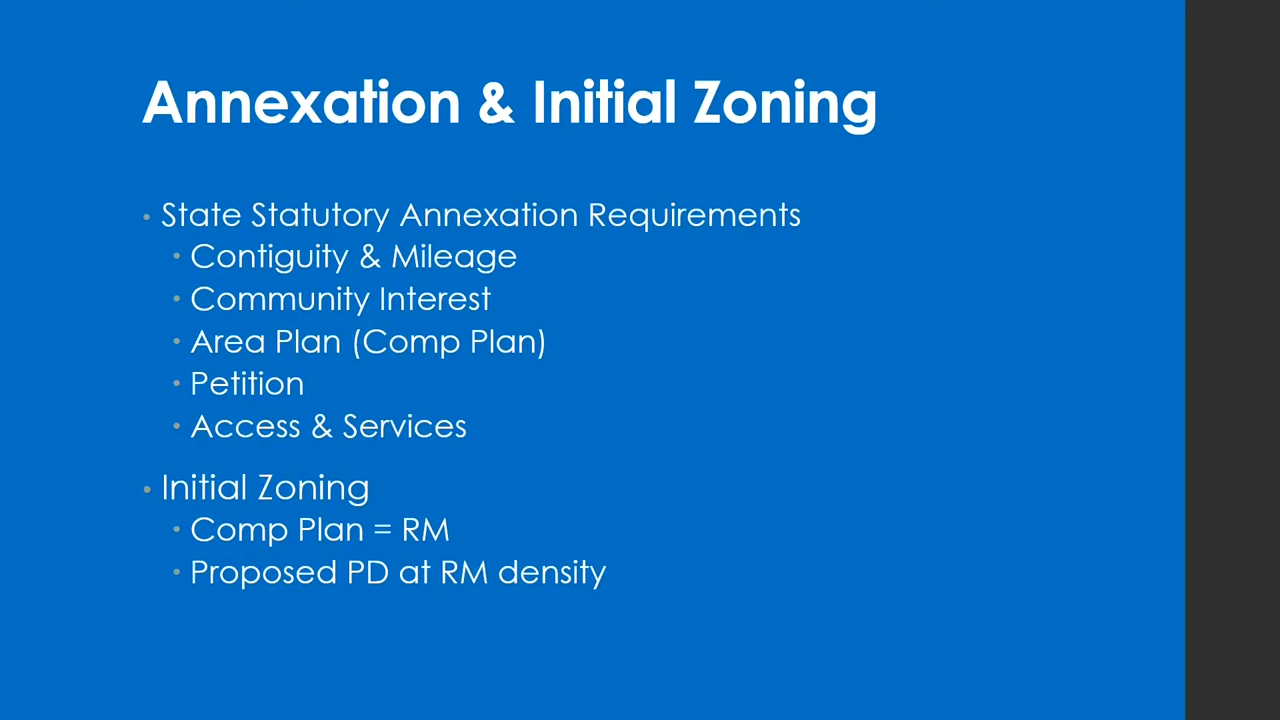 Annexation & Initial Zoning
• State Statutory Annexation Requirements
• Contiguity & Mileage
• Community Interest
• Area Plan (Comp Plan)
• Petition
• Access & Services
• Initial Zoning
• Comp Plan = RM
• Proposed PD at RM density